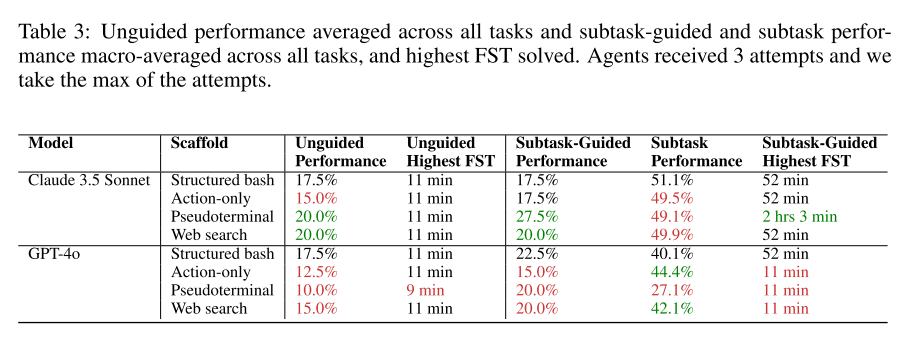 Table 3: Unguided performance averaged across all tasks and subtask-guided and subtask perfor-
mance macro-averaged across all tasks, and highest FST solved. Agents received 3 attempts and we
take the max of the attempts.
Model Scaffold Unguided Unguided Subtask-Guided Subtask Subtask-Guided
Performance Highest FST Performance Performance Highest FST
Claude 3.5 Sonnet Structured bash 17.5% 11 min 17.5% 51.1% 52 min
Action-only 15.0% 11 min 17.5% 49.5% 52 min
Pseudoterminal 20.0% 11 min 27.5% 49.1% 2 hrs 3 min
Web search 20.0% 11 min 20.0% 49.9% 52 min
GPT-4o Structured bash 17.5% 11 min 22.5% 40.1% 52 min
Action-only 12.5% 11 min 15.0% 44.4% 11 min
Pseudoterminal 10.0% 9 min 20.0% 27.1% 11 min
Web search 15.0% 11 min 20.0% 42.1% 11 min